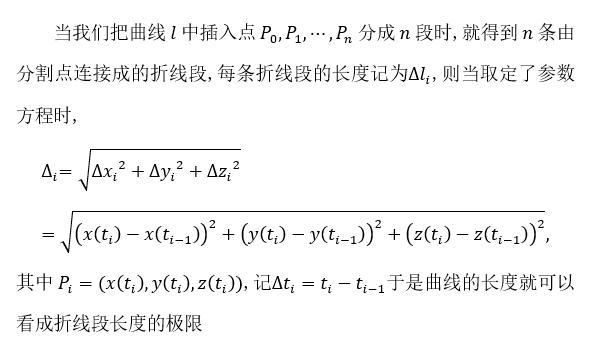 当我们把曲线 l 中插入点 P₀,P₁,⋯,Pₙ 分成 n 段时, 就得到 n 条由
分割点连接成的折线段, 每条折线段的长度记为Δlᵢ, 则当取定了参数
方程时,
Δᵢ= √(Δxᵢ² + Δyᵢ² + Δzᵢ²)
= √((x(tᵢ) − x(tᵢ₋₁))² + (y(tᵢ) − y(tᵢ₋₁))² + (z(tᵢ) − z(tᵢ₋₁))²),
其中 Pᵢ = (x(tᵢ),y(tᵢ),z(tᵢ)), 记Δtᵢ = tᵢ − tᵢ₋₁于是曲线的长度就可以
看成折线段长度的极限